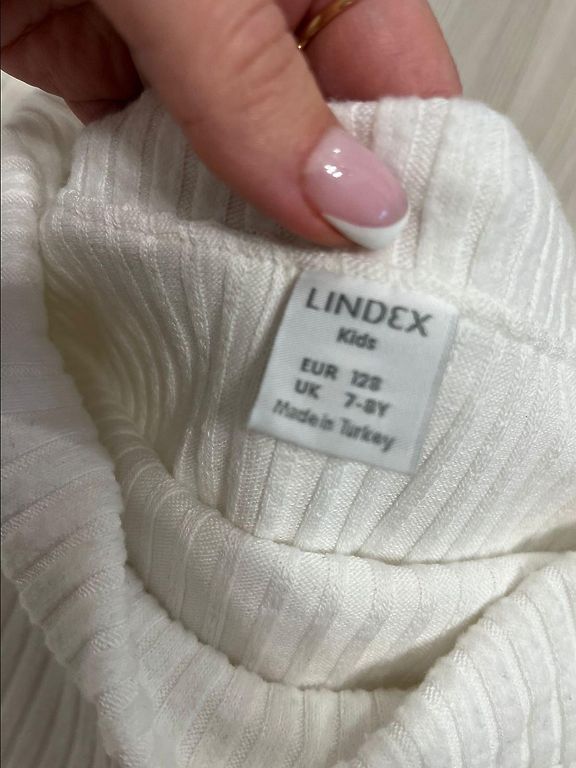 LINDEX
Kids
EUR 128
UK 7-8Y
Made in Turkey